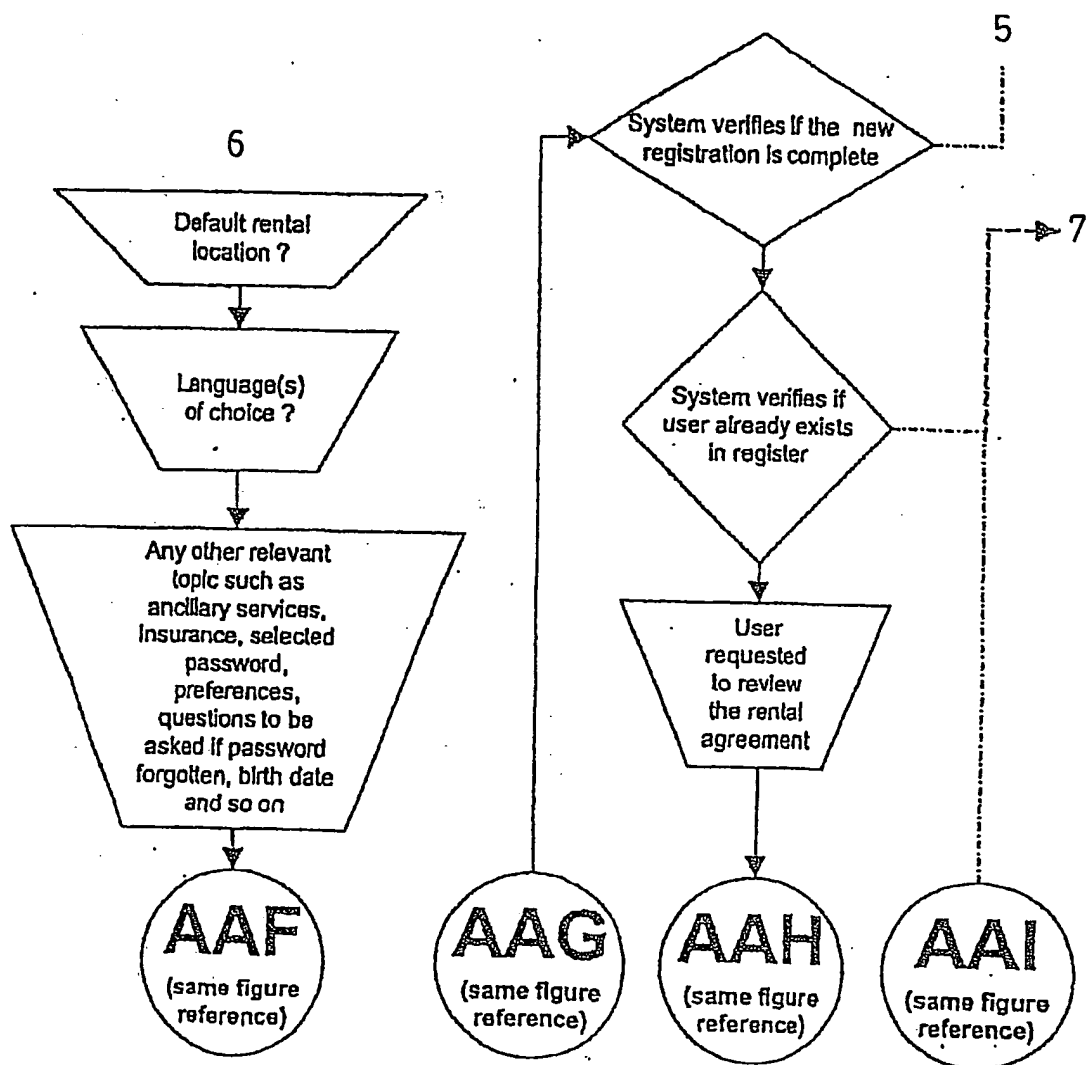 6
Default rental
location ?
Language(s)
of choice ?
Any other relevant
topic such as
ancillary services,
insurance, selected
password,
preferences,
questions to be
asked if password
forgotten, birth date
and so on
AAF
(same figure
reference)
5
System verifies if the new
registration is complete
7
System verifies if
user already exists
in register
User
requested
to review
the rental
agreement
AAG
(same figure
reference)
AAH
(same figure
reference)
AAI
(same figure
reference)